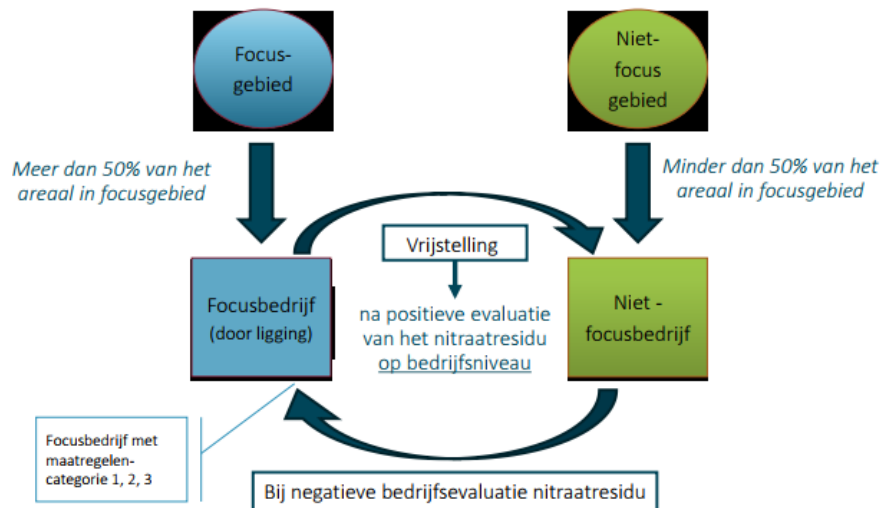 Focus-
gebied
Niet-
focus
gebied
Meer dan 50% van het
areaal in focusgebied
Minder dan 50% van het
areaal in focusgebied
Vrijstelling
Focusbedrijf
(door ligging)
na positieve evaluatie
van het nitraatresidu
op bedrijfsniveau
Niet -
focusbedrijf
Focusbedrijf met
maatregelen-
categorie 1, 2, 3
Bij negatieve bedrijfsevaluatie nitraatresidu